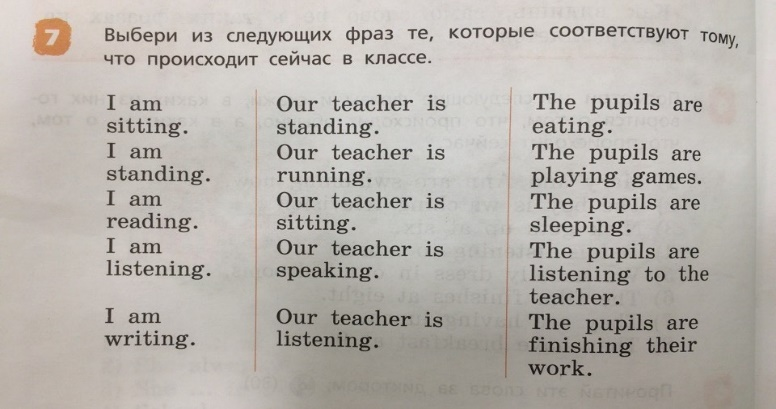 7
Выбери из следующих фраз те, которые соответствуют тому,
что происходит сейчас в классе.
I am
sitting.
I am
standing.
I am
reading.
I am
listening.
I am
writing.
Our teacher is
standing.
Our teacher is
running.
Our teacher is
sitting.
Our teacher is
speaking.
Our teacher is
listening.
The pupils are
eating.
The pupils are
playing games.
The pupils are
sleeping.
The pupils are
listening to the
teacher.
The pupils are
finishing their
work.